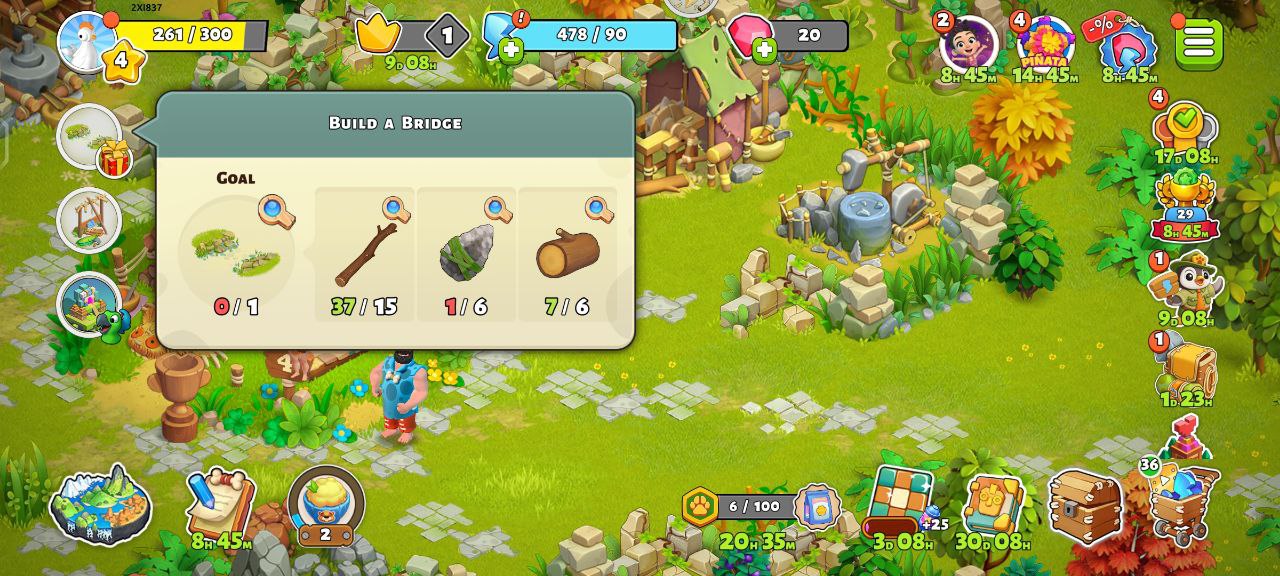 2XI837
261 / 300
1
478 / 90
20
4
9D 08H
2
4
-%
8H 45M
PIÑATA
14H 45M
8H 45M
BUILD A BRIDGE
GOAL
0 / 1
37 / 15
1 / 6
7 / 6
4
17D 08H
29
8H 45M
1
9D 08H
1
1D 23H
4
36
8H 45M
2
6 / 100
20H 35M
+25
3D 08H
30D 08H